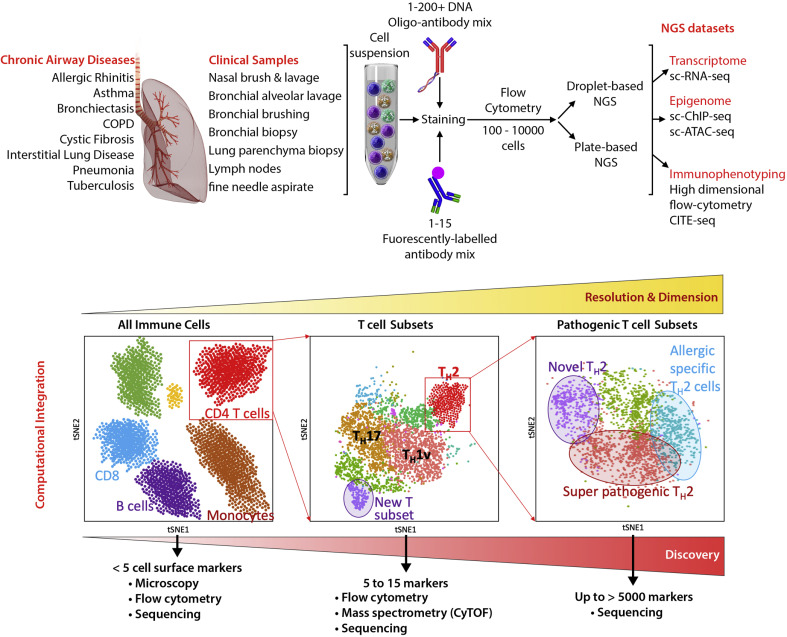 Chronic Airway Diseases
Allergic Rhinitis
Asthma
Bronchiectasis
COPD
Cystic Fibrosis
Interstitial Lung Disease
Pneumonia
Tuberculosis
Clinical Samples
Nasal brush & lavage
Bronchial alveolar lavage
Bronchial brushing
Bronchial biopsy
Lung parenchyma biopsy
Lymph nodes
fine needle aspirate
Cell
suspension
1-200+ DNA
Oligo-antibody mix
Staining
1-15
Fuorescently-labelled
antibody mix
Flow
Cytometry
100 - 10000
cells
Droplet-based
NGS
Plate-based
NGS
NGS datasets
Transcriptome
sc-RNA-seq
Epigenome
sc-ChIP-seq
sc-ATAC-seq
Immunophenotyping
High dimensional
flow-cytometry
CITE-seq
Resolution & Dimension
Computational Integration
All Immune Cells
tSNE2
CD4 T cells
CD8
B cells
Monocytes
tSNE1
T cell Subsets
tSNE2
TH2
TH17
TH1v
New T
subset
tSNE1
Pathogenic T cell Subsets
tSNE2
Novel TH2
Allergic
specific
TH2 cells
Super pathogenic TH2
tSNE1
Discovery
< 5 cell surface markers
• Microscopy
• Flow cytometry
• Sequencing
5 to 15 markers
• Flow cytometry
• Mass spectrometry (CyTOF)
• Sequencing
Up to > 5000 markers
• Sequencing